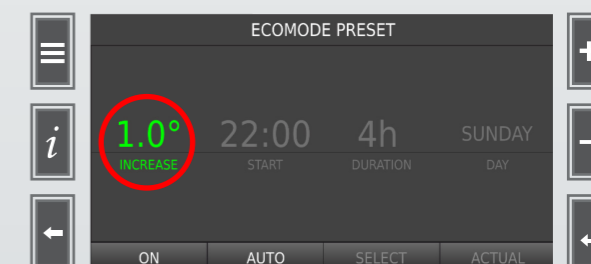 ECOMODE PRESET
i
1.0° 22:00 4h SUNDAY
INCREASE START DURATION DAY
ON AUTO SELECT ACTUAL